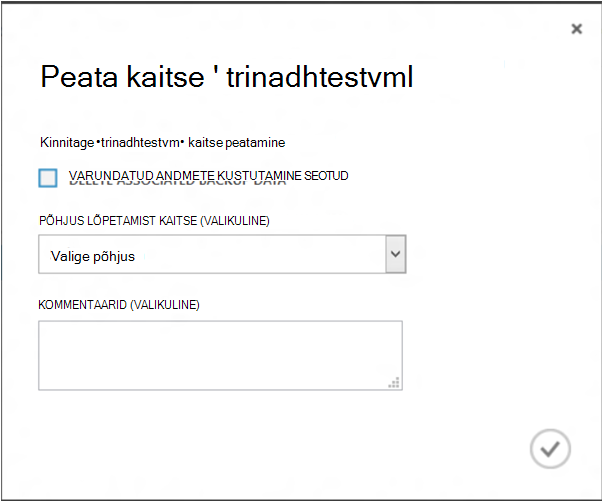 Peata kaitse ' trinadhtestvml
Kinnitage •trinadhtestvm• kaitse peatamine
VARUNDATUD ANDMETE KUSTUTAMINE SEOTUD
DELETE ASSOCIATED BACKUP DATA
PÕHJUS LÕPETAMIST KAITSE (VALIKULINE)
Valige põhjus
KOMMENTAARID (VALIKULINE)